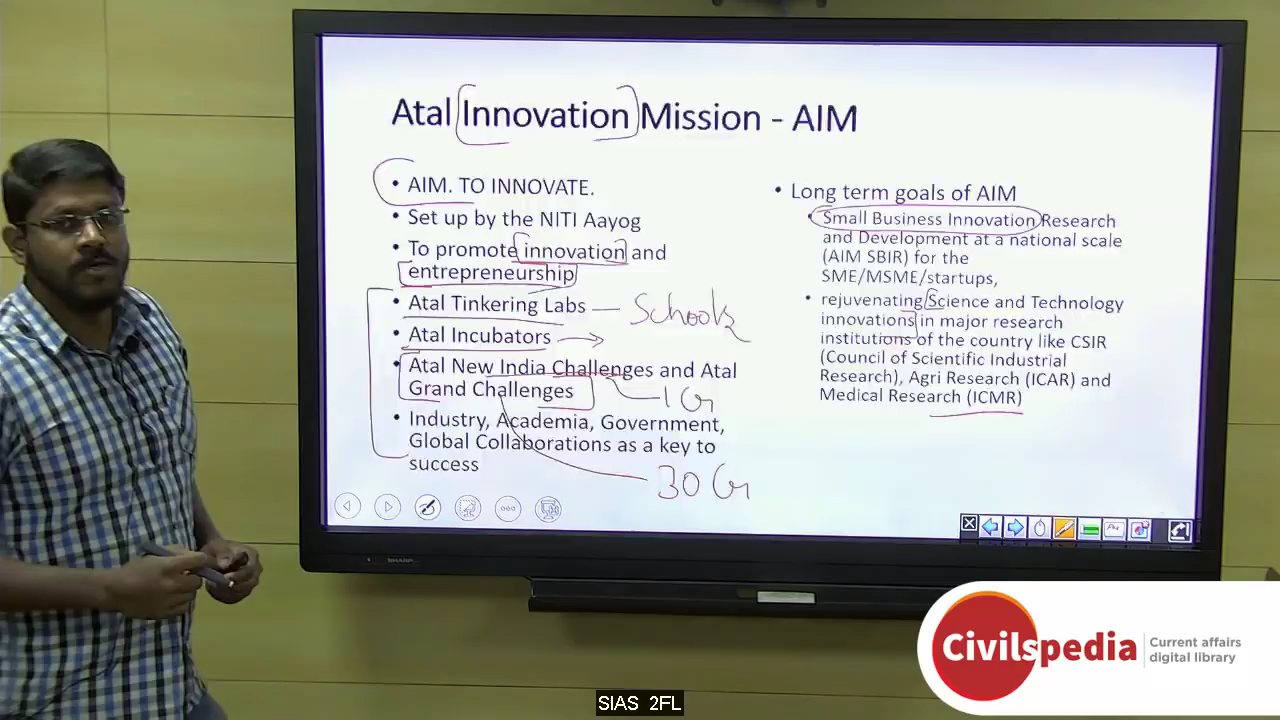 Atal Innovation Mission - AIM
• AIM. TO INNOVATE.
• Set up by the NITI Aayog
• To promote innovation and
entrepreneurship
• Atal Tinkering Labs — Schools
• Atal Incubators
• Atal New India Challenges and Atal
Grand Challenges
1 Cr
• Industry, Academia, Government,
Global Collaborations as a key to
success
30 Cr
• Long term goals of AIM
• Small Business Innovation Research
and Development at a national scale
(AIM SBIR) for the
SME/MSME/startups,
• rejuvenating Science and Technology
innovations in major research
institutions of the country like CSIR
(Council of Scientific Industrial
Research), Agri Research (ICAR) and
Medical Research (ICMR)
SHARP
Civilspedia
Current affairs
digital library
SIAS 2FL